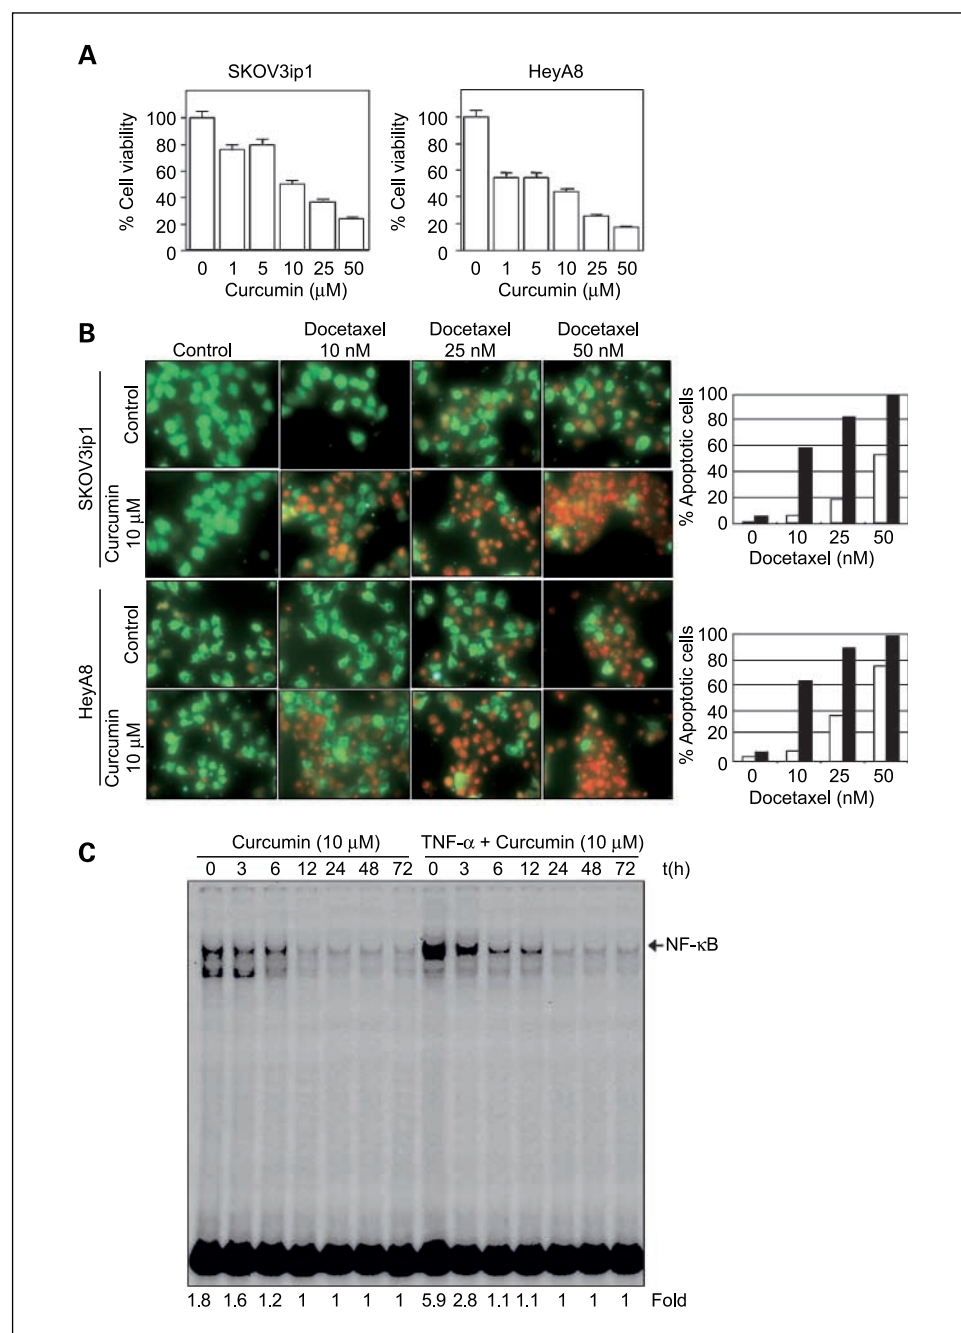 A
SKOV3ip1
HeyA8
% Cell viability
100
80
60
40
20
0
0 1 5 10 25 50
Curcumin (μM)
% Cell viability
100
80
60
40
20
0
0 1 5 10 25 50
Curcumin (μM)
B
Control
Docetaxel
10 nM
Docetaxel
25 nM
Docetaxel
50 nM
SKOV3ip1
Control
Curcumin
10 μM
HeyA8
Control
Curcumin
10 μM
% Apoptotic cells
100
80
60
40
20
0
0 10 25 50
Docetaxel (nM)
% Apoptotic cells
100
80
60
40
20
0
0 10 25 50
Docetaxel (nM)
C
Curcumin (10 μM)
TNF-α + Curcumin (10 μM)
0 3 6 12 24 48 72 0 3 6 12 24 48 72 t(h)
NF-κB
1.8 1.6 1.2 1 1 1 1 5.9 2.8 1.1 1.1 1 1 1 Fold